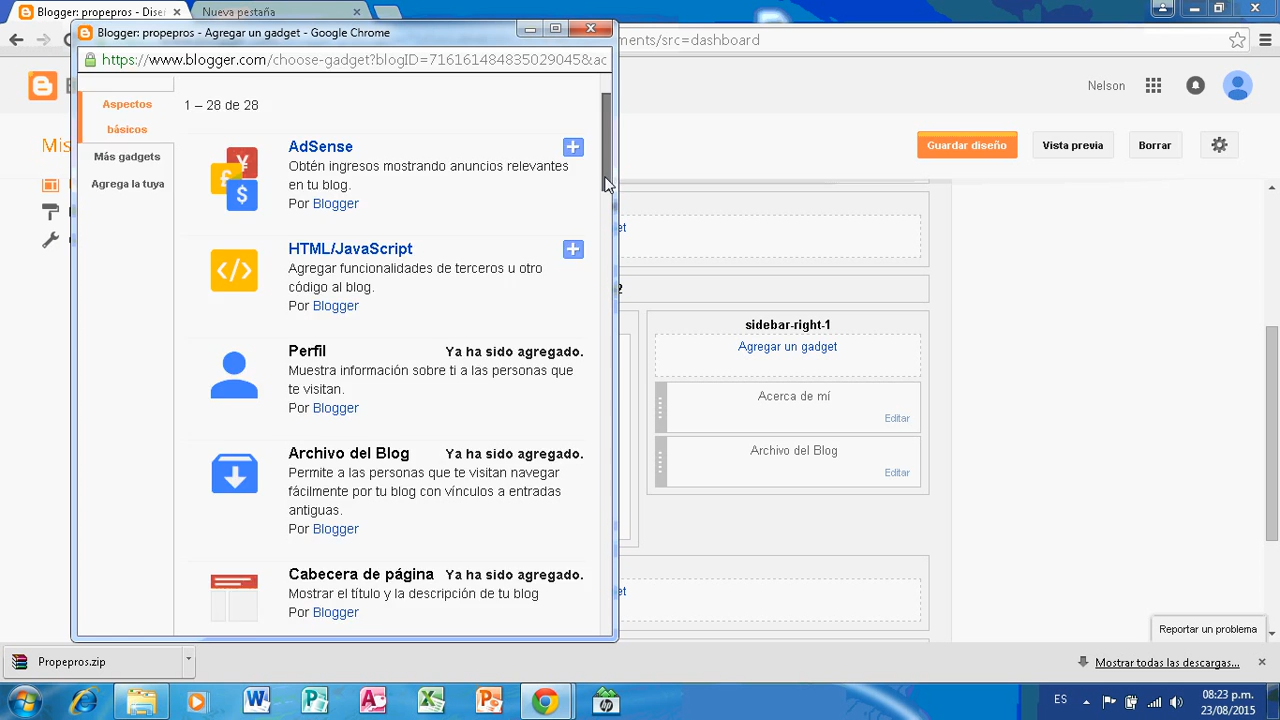 Blogger: propepros - Diser
Nueva pestaña
Blogger: propepros - Agregar un gadget - Google Chrome
https://www.blogger.com/choose-gadget?blogID=716161484835029045&ac
ments/src=dashboard
Nelson
Mis
Guardar diseño
Vista previa
Borrar
Aspectos
básicos
Más gadgets
Agrega la tuya
1 – 28 de 28
AdSense
Obtén ingresos mostrando anuncios relevantes
en tu blog.
Por Blogger
HTML/JavaScript
Agregar funcionalidades de terceros u otro
código al blog.
Por Blogger
Perfil Ya ha sido agregado.
Muestra información sobre ti a las personas que
te visitan.
Por Blogger
Archivo del Blog Ya ha sido agregado.
Permite a las personas que te visitan navegar
fácilmente por tu blog con vínculos a entradas
antiguas.
Por Blogger
Cabecera de página Ya ha sido agregado.
Mostrar el título y la descripción de tu blog
Por Blogger
et
2
sidebar-right-1
Agregar un gadget
Acerca de mí
Editar
Archivo del Blog
Editar
et
Reportar un problema
Propepros.zip
Mostrar todas las descargas...
ES
08:23 p.m.
23/08/2015